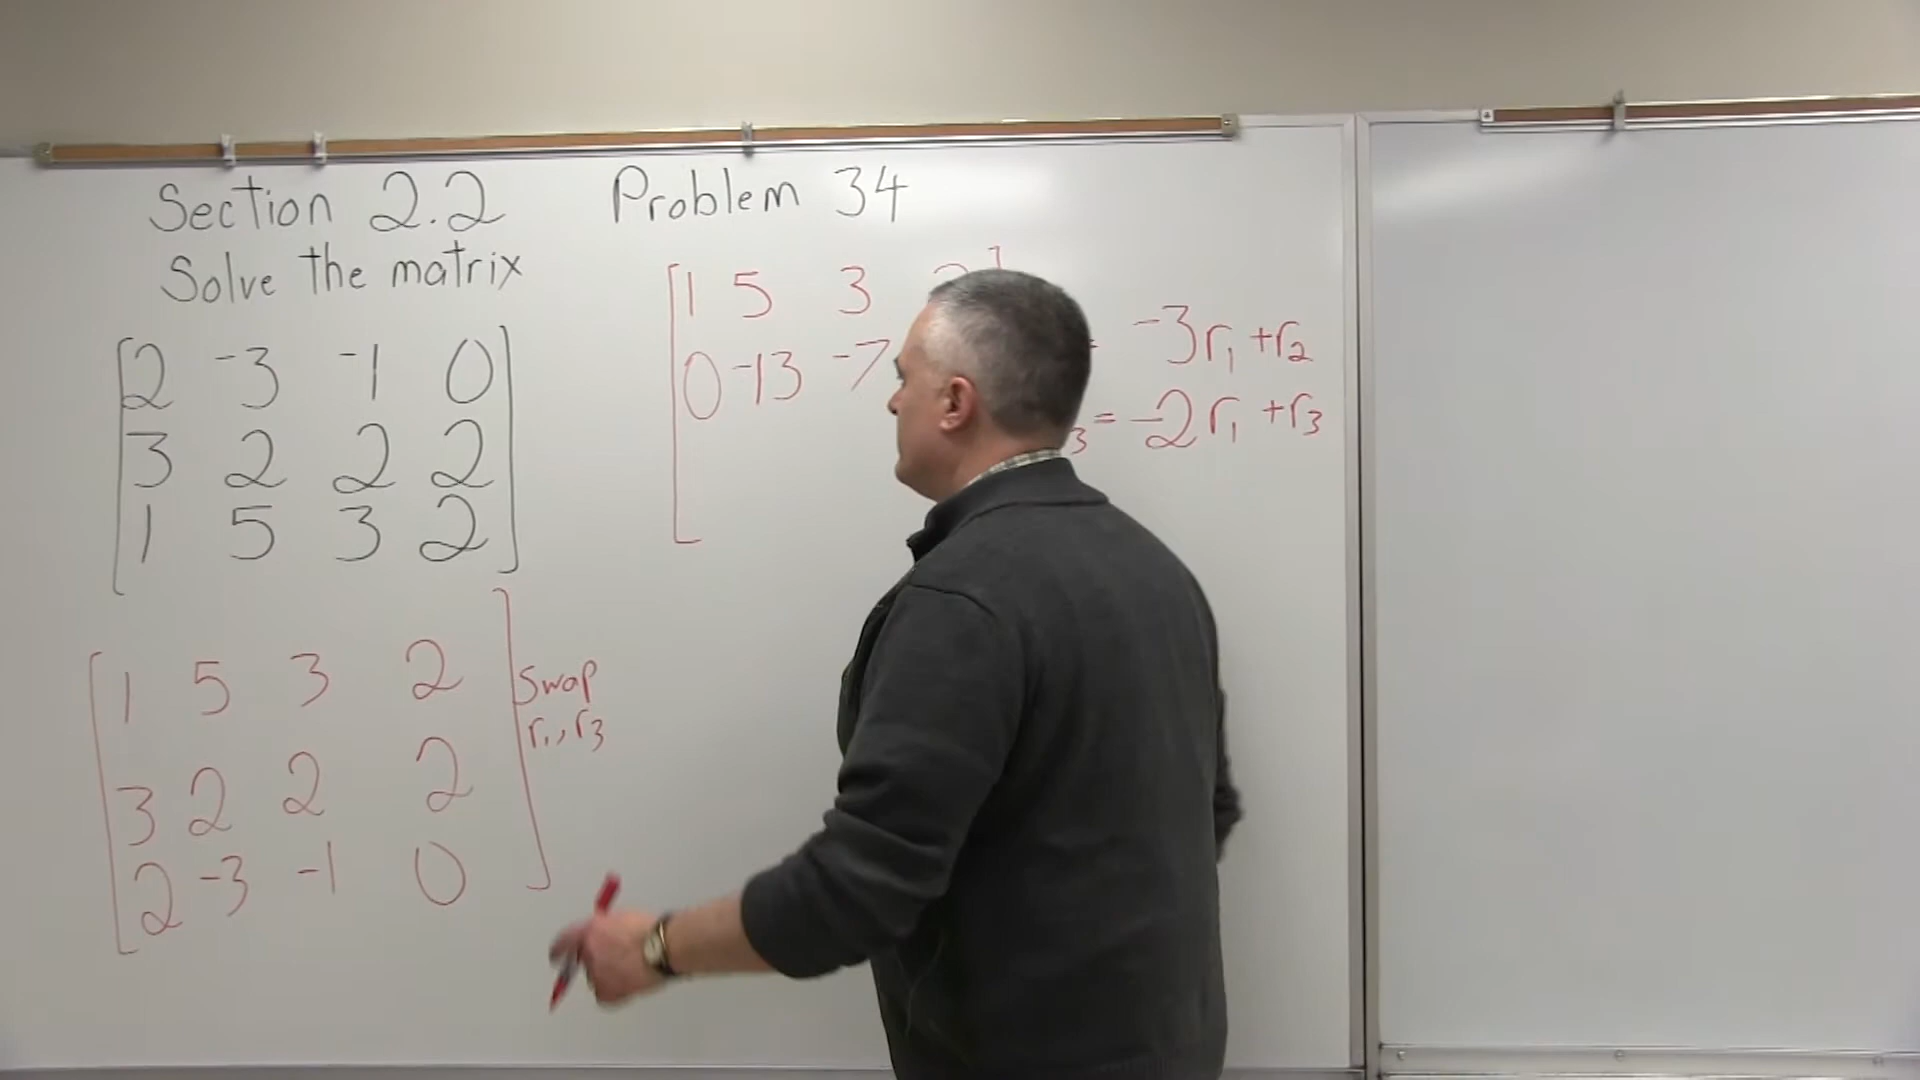 Section 2.2 Problem 34
Solve the matrix
2 -3 -1 0
3 2 2 2
1 5 3 2
1 5 3 2
3 2 2 2
2 -3 -1 0
swap
r1, r3
1 5 3
0 -13 -7
-3r1 + r2
3 = -2r1 + r3